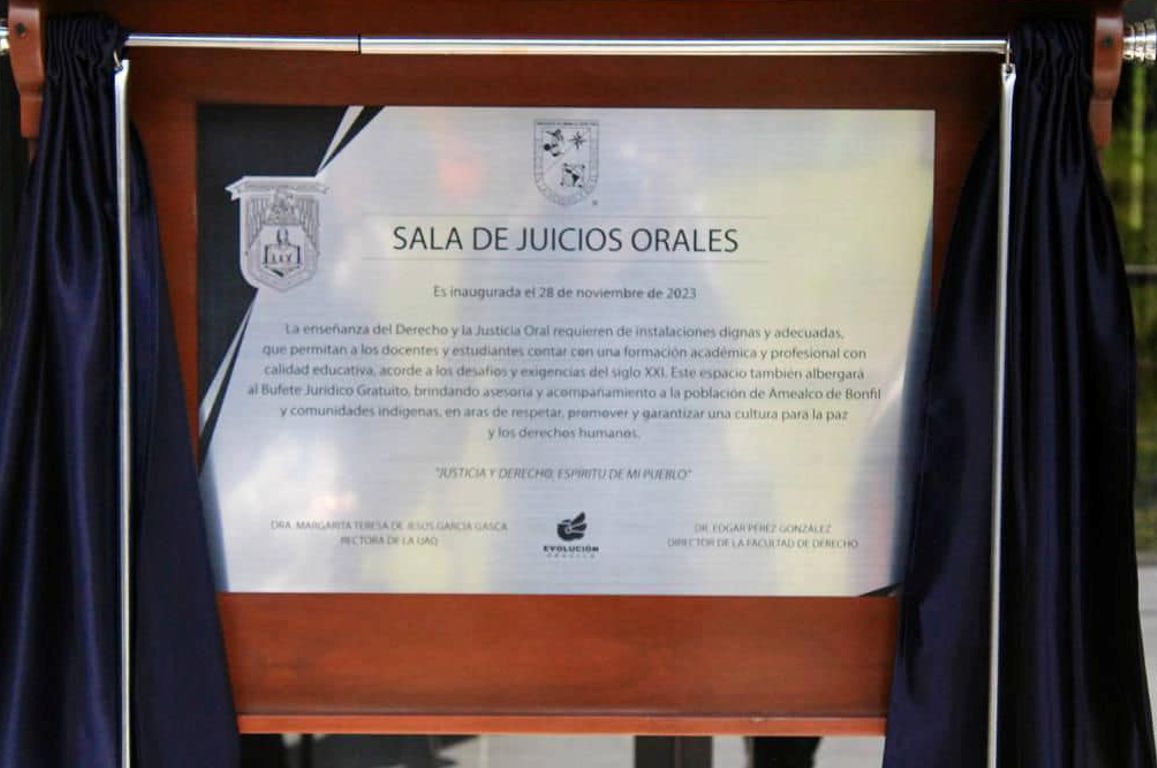 SALA DE JUICIOS ORALES
Es inaugurada el 28 de noviembre de 2023
La enseñanza del Derecho y la Justicia Oral requieren de instalaciones dignas y adecuadas,
que permitan a los docentes y estudiantes contar con una formación académica y profesional con
calidad educativa, acorde a los desafíos y exigencias del siglo XXI. Este espacio también albergará
al Bufete Jurídico Gratuito, brindando asesoría y acompañamiento a la población de Amealco de Bonfil
y comunidades indígenas, en aras de respetar, promover y garantizar una cultura para la paz
y los derechos humanos.
"JUSTICIA Y DERECHO, ESPÍRITU DE MI PUEBLO"
DRA. MARGARITA TERESA DE JESÚS GARCÍA GASCA
RECTORA DE LA UAQ
EVOLUCIÓN
DR. EDGAR PÉREZ GONZÁLEZ
DIRECTOR DE LA FACULTAD DE DERECHO